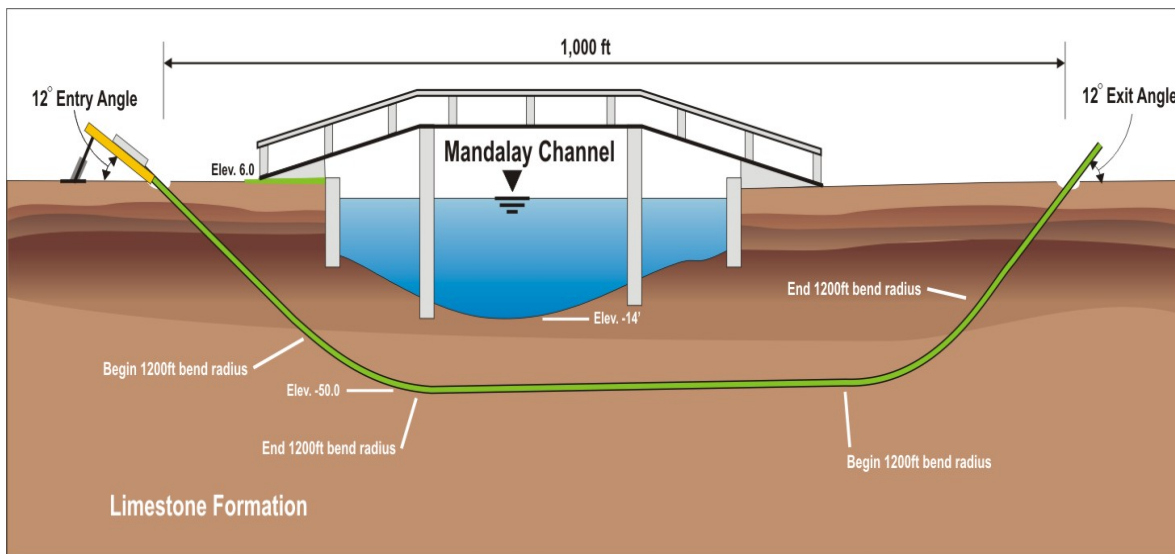 1,000 ft
12° Entry Angle
12° Exit Angle
Mandalay Channel
Elev. 6.0
End 1200ft bend radius
Elev. -14'
Begin 1200ft bend radius
Elev. -50.0
End 1200ft bend radius
Begin 1200ft bend radius
Limestone Formation